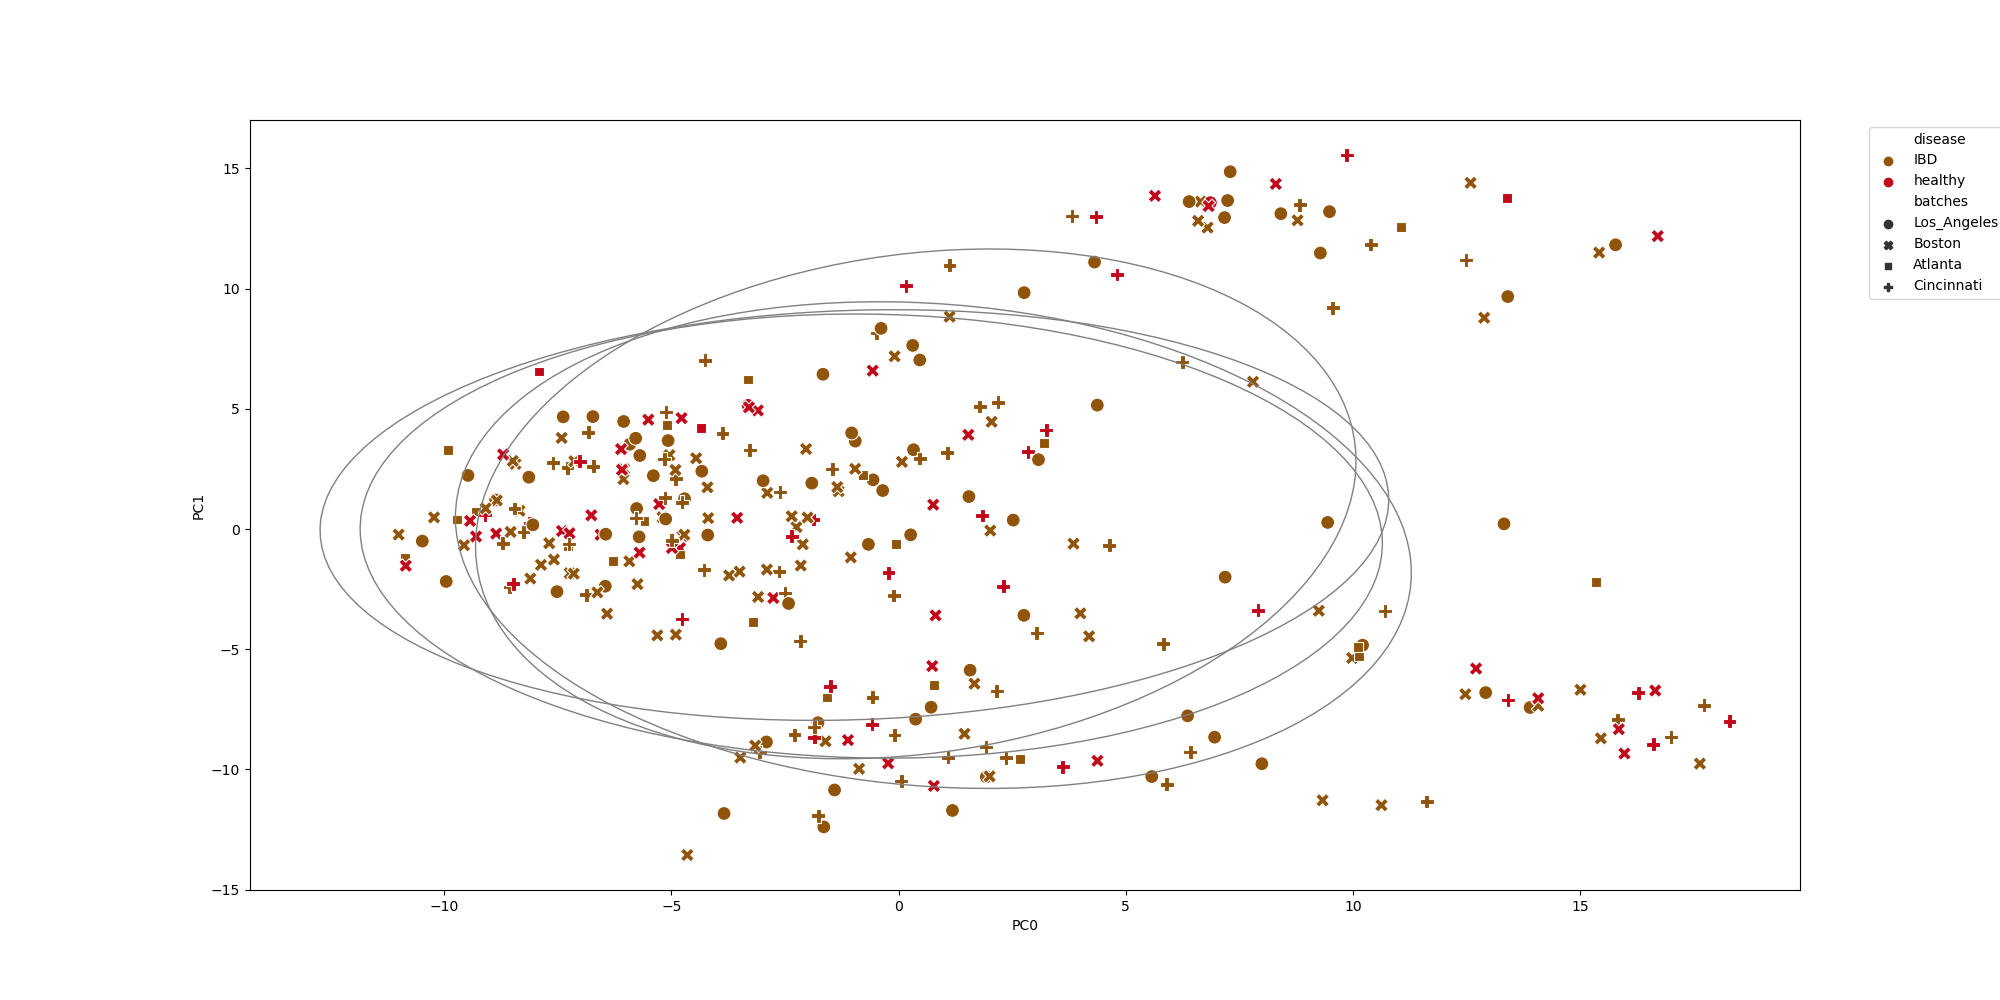 15
10
5
0
−5
−10
−15
PC1
−10
−5
0
5
10
15
PC0
disease
IBD
healthy
batches
Los_Angeles
Boston
Atlanta
Cincinnati